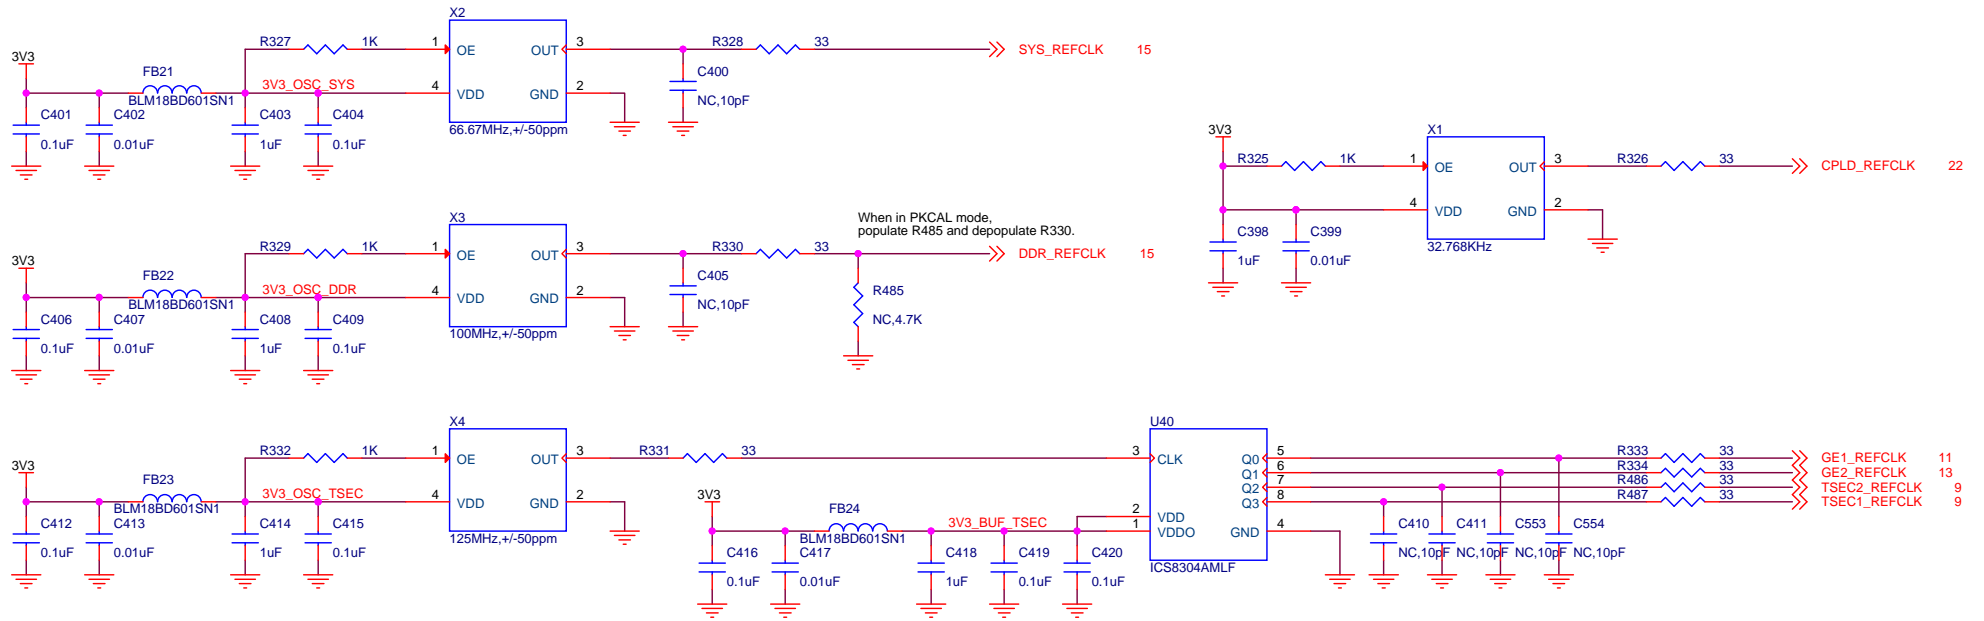 X2
R327 1K 1 OE OUT 3 R328 33 SYS_REFCLK 15
3V3
FB21
C400
3V3_OSC_SYS 4 VDD GND 2
BLM18BD601SN1 NC,10pF
C401 C402 C403 C404
0.1uF 0.01uF 1uF 0.1uF
66.67MHz,+/-50ppm
X1
3V3
R325 1K 1 OE OUT 3 R326 33 CPLD_REFCLK 22
4 VDD GND 2
C398 C399
1uF 0.01uF
32.768KHz
When in PKCAL mode,
populate R485 and depopulate R330.
X3
R329 1K 1 OE OUT 3 R330 33 DDR_REFCLK 15
3V3
FB22
C405
3V3_OSC_DDR 4 VDD GND 2
BLM18BD601SN1 NC,10pF
R485
NC,4.7K
C406 C407 C408 C409
0.1uF 0.01uF 1uF 0.1uF
100MHz,+/-50ppm
X4
R332 1K 1 OE OUT 3 R331 33
3V3
FB23
3V3_OSC_TSEC 4 VDD GND 2
BLM18BD601SN1
C412 C413 C414 C415
0.1uF 0.01uF 1uF 0.1uF
125MHz,+/-50ppm
U40
3 CLK Q0 5 R333 33 GE1_REFCLK 11
Q1 6 R334 33 GE2_REFCLK 13
Q2 7 R486 33 TSEC2_REFCLK 9
Q3 8 R487 33 TSEC1_REFCLK 9
3V3
FB24
2 VDD
3V3_BUF_TSEC 1 VDDO GND 4
BLM18BD601SN1
C416 C417 C418 C419 C420
0.1uF 0.01uF 1uF 0.1uF 0.1uF
ICS8304AMLF
C410 C411 C553 C554
NC,10pF NC,10pF NC,10pF NC,10pF